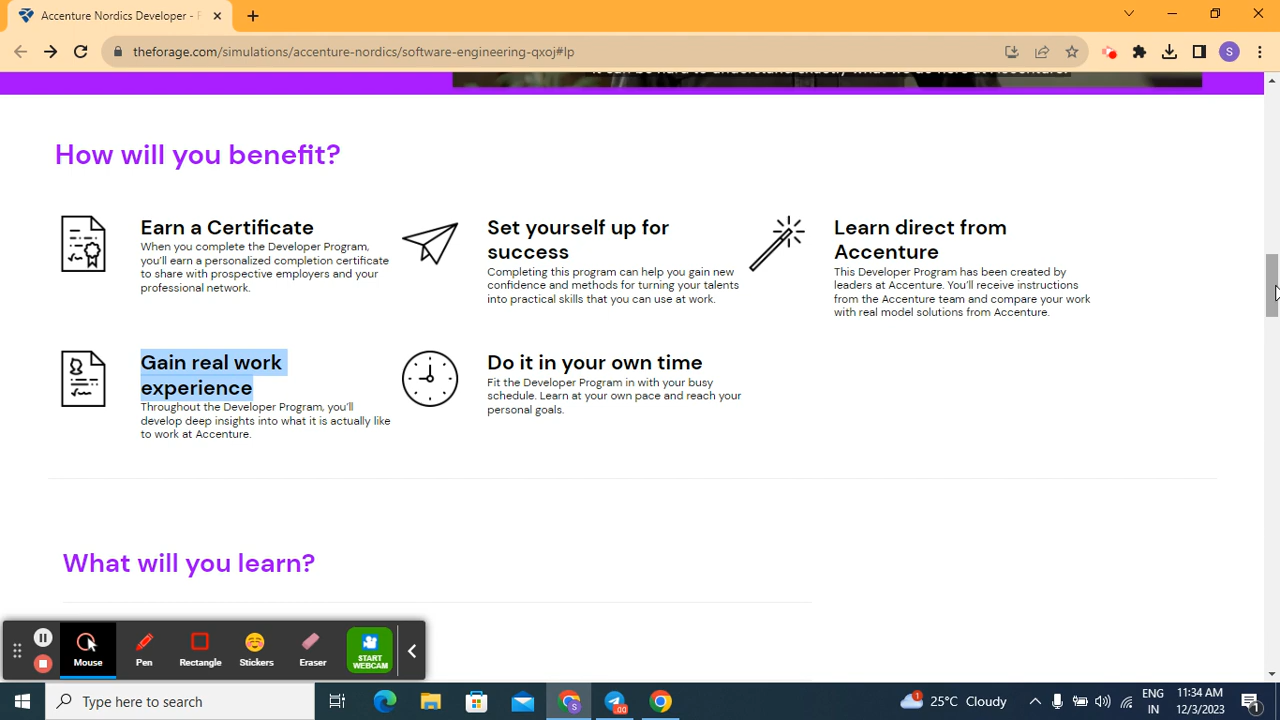 Accenture Nordics Developer - F
theforage.com/simulations/accenture-nordics/software-engineering-qxoj#lp
S
How will you benefit?
Earn a Certificate
When you complete the Developer Program,
you'll earn a personalized completion certificate
to share with prospective employers and your
professional network.
Set yourself up for
success
Completing this program can help you gain new
confidence and methods for turning your talents
into practical skills that you can use at work.
Learn direct from
Accenture
This Developer Program has been created by
leaders at Accenture. You'll receive instructions
from the Accenture team and compare your work
with real model solutions from Accenture.
Gain real work
experience
Throughout the Developer Program, you'll
develop deep insights into what it is actually like
to work at Accenture.
Do it in your own time
Fit the Developer Program in with your busy
schedule. Learn at your own pace and reach your
personal goals.
What will you learn?
Mouse
Pen
Rectangle
Stickers
Eraser
START
WEBCAM
Type here to search
25°C Cloudy
ENG
IN
11:34 AM
12/3/2023